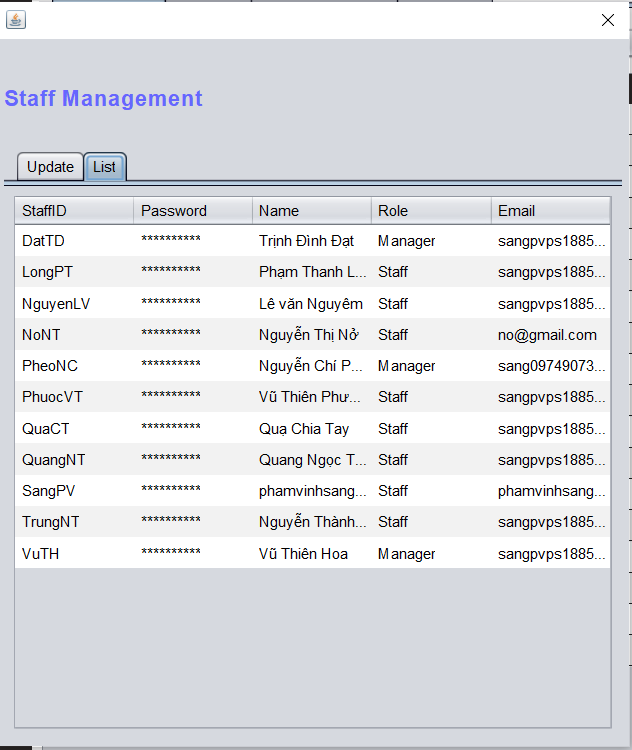 Staff Management
Update List
StaffID Password Name Role Email
DatTD ********** Trịnh Đình Đạt Manager sangpvps1885...
LongPT ********** Phạm Thanh L... Staff sangpvps1885...
NguyenLV ********** Lê văn Nguyêm Staff sangpvps1885...
NoNT ********** Nguyễn Thị Nở Staff no@gmail.com
PheoNC ********** Nguyễn Chí P... Manager sang09749073...
PhuocVT ********** Vũ Thiên Phư... Staff sangpvps1885...
QuaCT ********** Quạ Chia Tay Staff sangpvps1885...
QuangNT ********** Quang Ngọc T... Staff sangpvps1885...
SangPV ********** phamvinhsang... Staff phamvinhsang...
TrungNT ********** Nguyễn Thành... Staff sangpvps1885...
VuTH ********** Vũ Thiên Hoa Manager sangpvps1885...